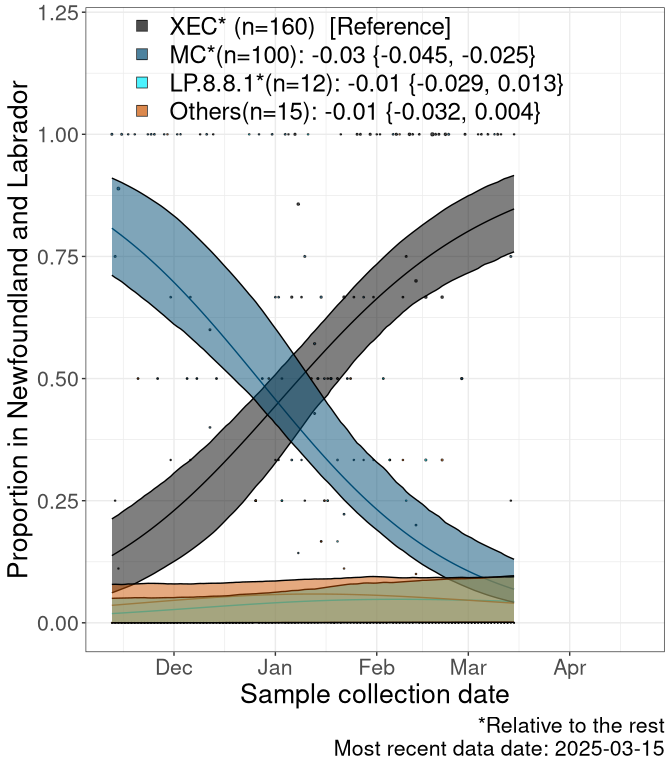 XEC* (n=160)  [Reference]
MC*(n=100): -0.03 {-0.045, -0.025}
LP.8.8.1*(n=12): -0.01 {-0.029, 0.013}
Others(n=15): -0.01 {-0.032, 0.004}
Proportion in Newfoundland and Labrador
1.25
1.00
0.75
0.50
0.25
0.00
Dec Jan Feb Mar Apr
Sample collection date
*Relative to the rest
Most recent data date: 2025-03-15